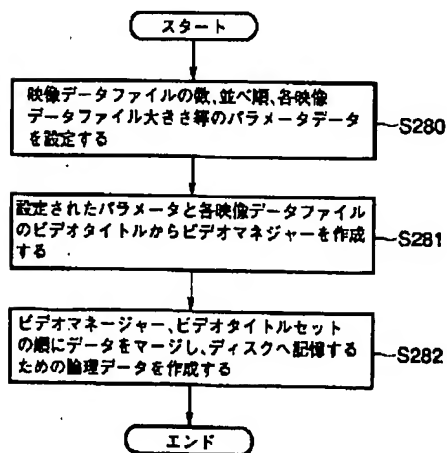 スタート
映像データファイルの数、並べ順、各映像
データファイル大きさ等のパラメータデータ
を設定する
S280
設定されたパラメータと各映像データファイル
のビデオタイトルからビデオマネジャーを作成
する
S281
ビデオマネージャー、ビデオタイトルセット
の順にデータをマージし、ディスクへ記憶する
ための論理データを作成する
S282
エンド